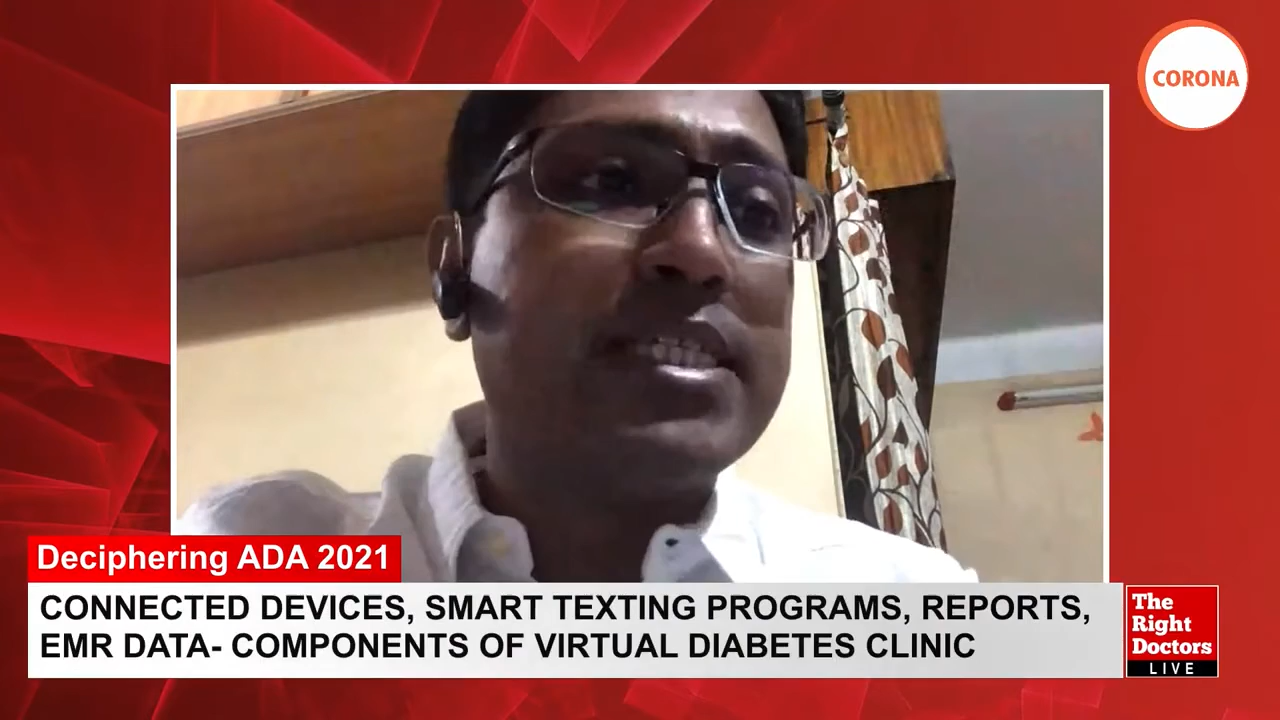 CORONA
Deciphering ADA 2021
CONNECTED DEVICES, SMART TEXTING PROGRAMS, REPORTS,
EMR DATA- COMPONENTS OF VIRTUAL DIABETES CLINIC
The
Right
Doctors
LIVE